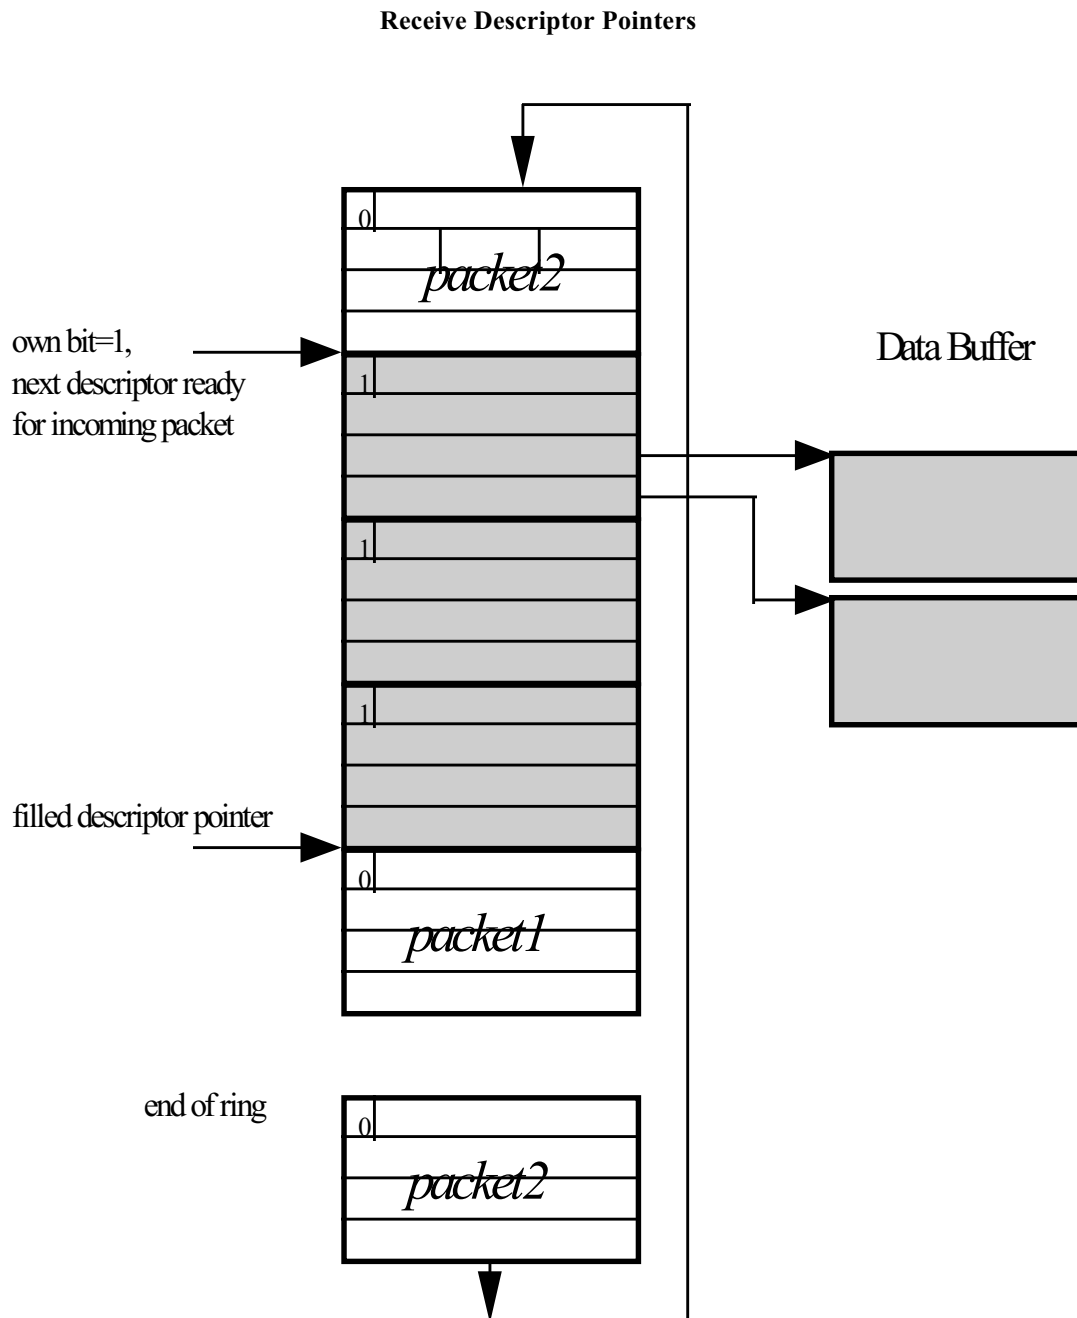 Receive Descriptor Pointers
0
packet2
own bit=1,
next descriptor ready
for incoming packet
Data Buffer
1
1
1
filled descriptor pointer
0
packet1
end of ring
0
packet2